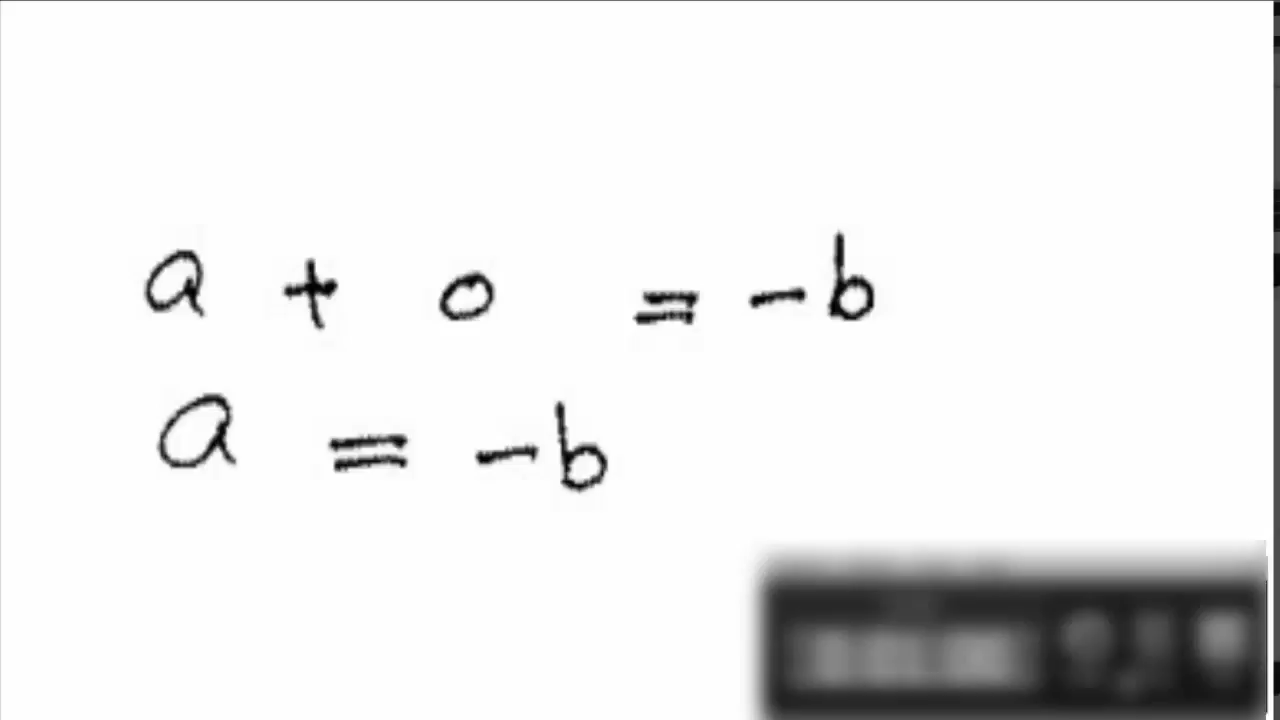 a + 0 = -b
a = -b